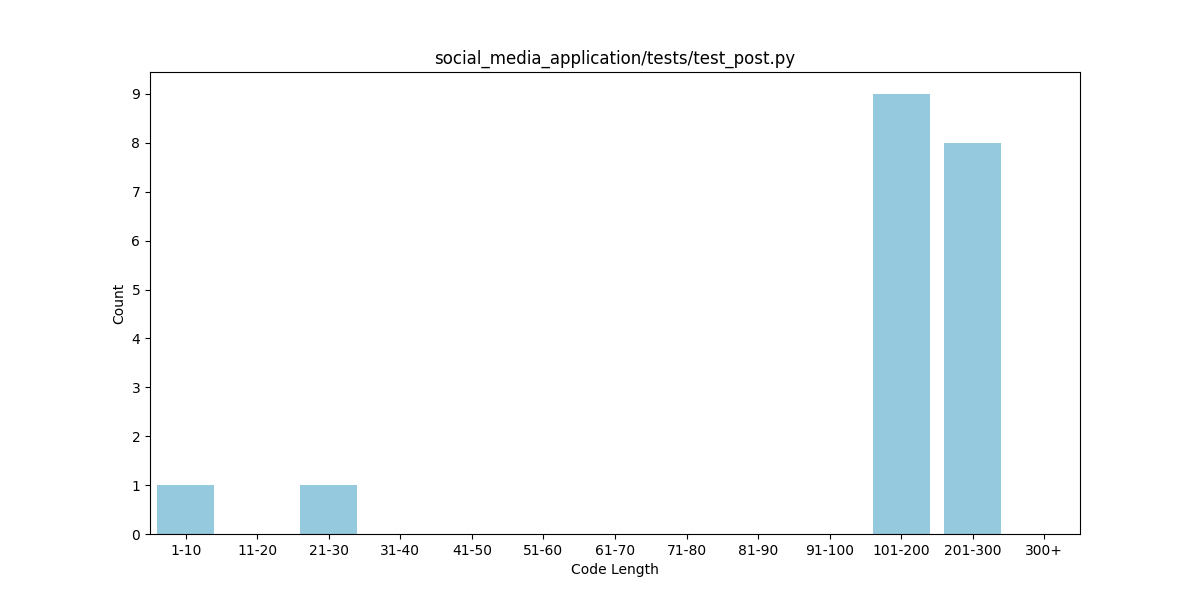 social_media_application/tests/test_post.py
Count
9
8
7
6
5
4
3
2
1
0
1-10 11-20 21-30 31-40 41-50 51-60 61-70 71-80 81-90 91-100 101-200 201-300 300+
Code Length